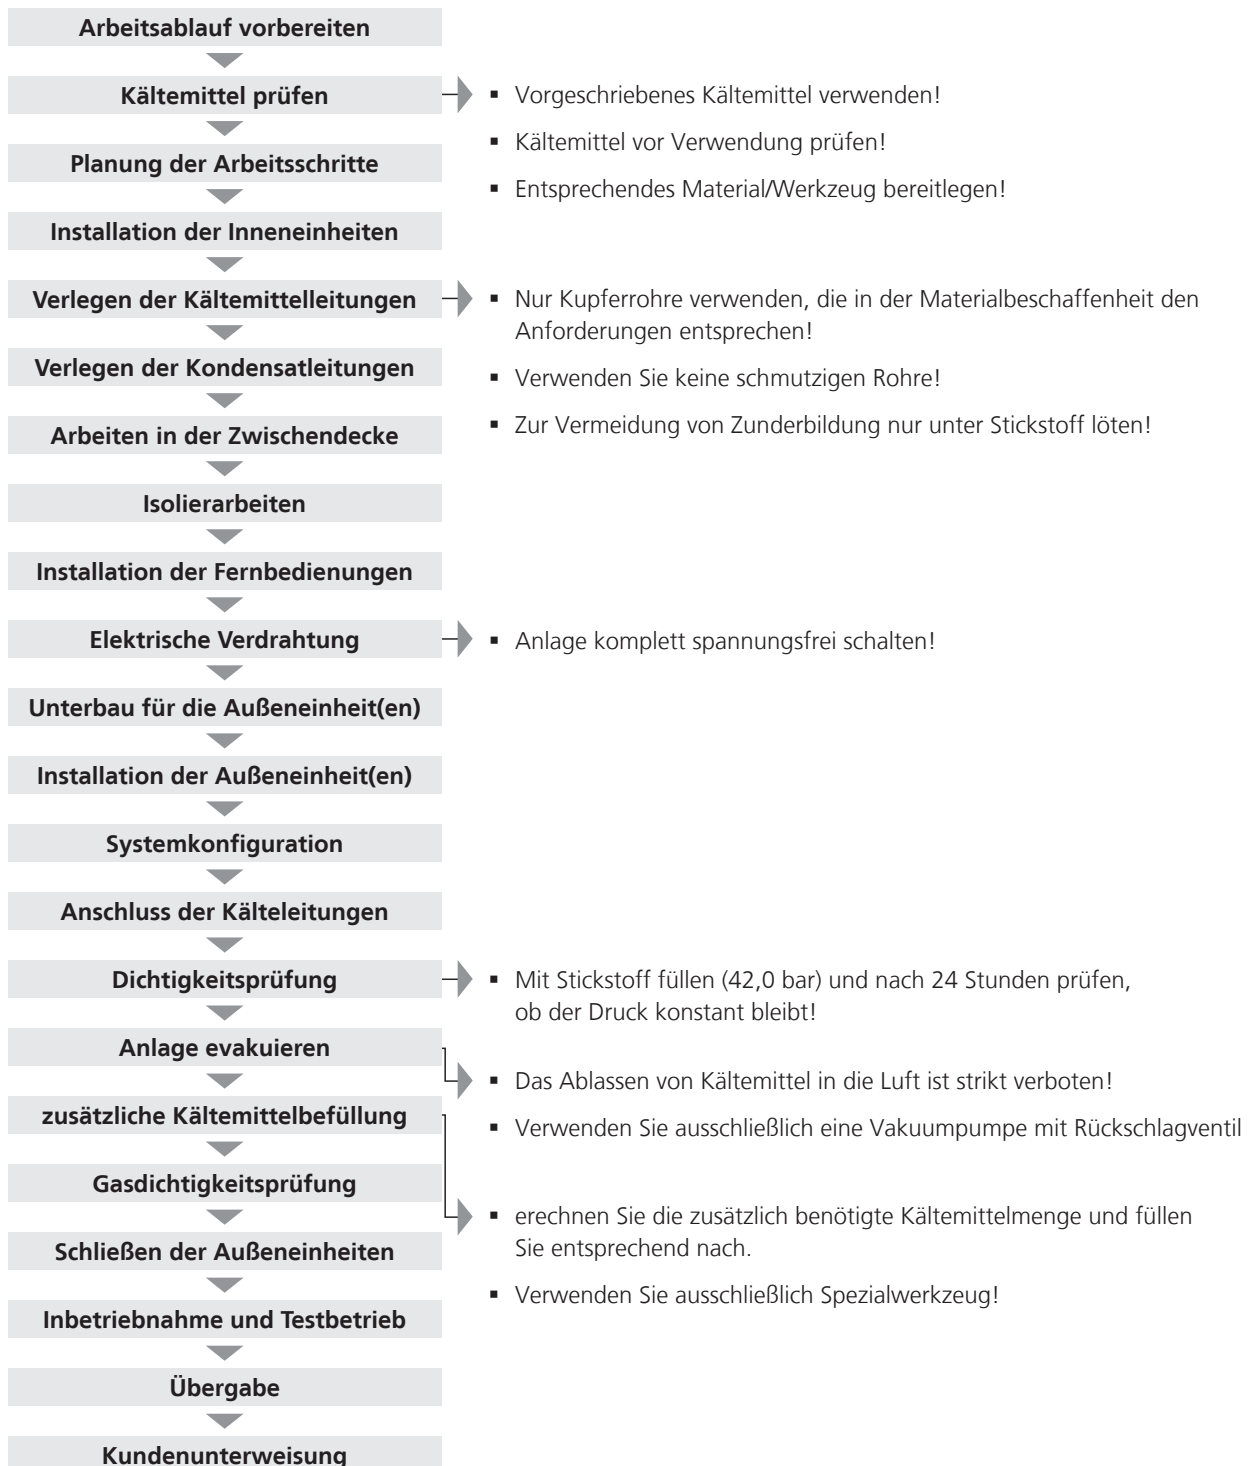 Arbeitsablauf vorbereiten
Kältemittel prüfen
▪ Vorgeschriebenes Kältemittel verwenden!
▪ Kältemittel vor Verwendung prüfen!
▪ Entsprechendes Material/Werkzeug bereitlegen!
Planung der Arbeitsschritte
Installation der Inneneinheiten
Verlegen der Kältemittelleitungen
▪ Nur Kupferrohre verwenden, die in der Materialbeschaffenheit den
Anforderungen entsprechen!
▪ Verwenden Sie keine schmutzigen Rohre!
▪ Zur Vermeidung von Zunderbildung nur unter Stickstoff löten!
Verlegen der Kondensatleitungen
Arbeiten in der Zwischendecke
Isolierarbeiten
Installation der Fernbedienungen
Elektrische Verdrahtung
▪ Anlage komplett spannungsfrei schalten!
Unterbau für die Außeneinheit(en)
Installation der Außeneinheit(en)
Systemkonfiguration
Anschluss der Kälteleitungen
Dichtigkeitsprüfung
▪ Mit Stickstoff füllen (42,0 bar) und nach 24 Stunden prüfen,
ob der Druck konstant bleibt!
Anlage evakuieren
▪ Das Ablassen von Kältemittel in die Luft ist strikt verboten!
▪ Verwenden Sie ausschließlich eine Vakuumpumpe mit Rückschlagventil
zusätzliche Kältemittelbefüllung
▪ erechnen Sie die zusätzlich benötigte Kältemittelmenge und füllen
Sie entsprechend nach.
▪ Verwenden Sie ausschließlich Spezialwerkzeug!
Gasdichtigkeitsprüfung
Schließen der Außeneinheiten
Inbetriebnahme und Testbetrieb
Übergabe
Kundenunterweisung